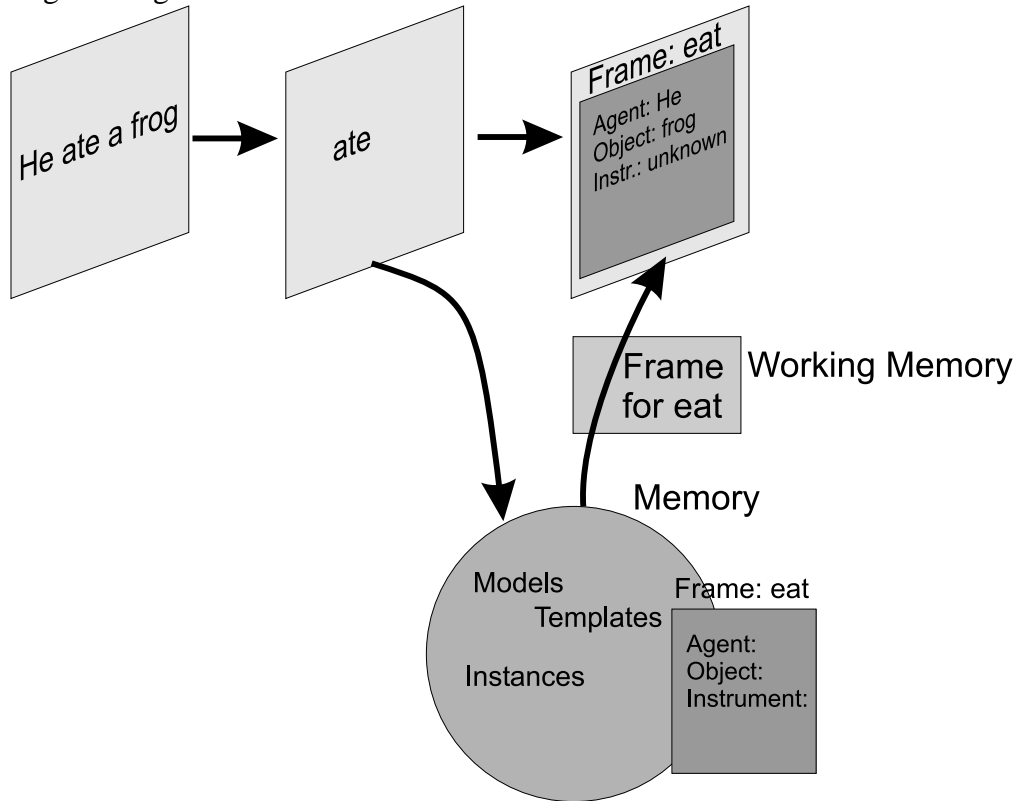 He ate a frog
ate
Frame: eat
Agent: He
Object: frog
Instr.: unknown
Frame
for eat
Working Memory
Memory
Models
Templates
Instances
Frame: eat
Agent:
Object:
Instrument: